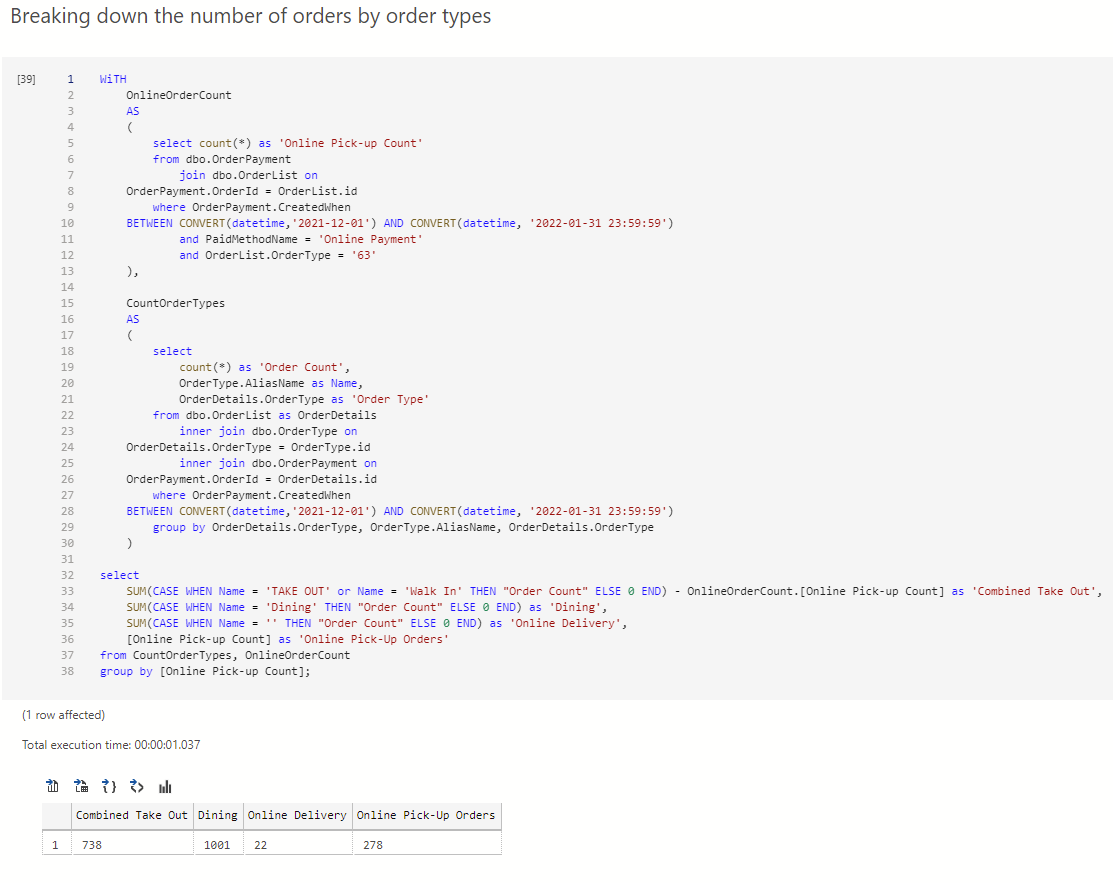 Breaking down the number of orders by order types
[39] 1 WiTH
2 OnlineOrderCount
3 AS
4 (
5 select count(*) as 'Online Pick-up Count'
6 from dbo.OrderPayment
7 join dbo.OrderList on
8 OrderPayment.OrderId = OrderList.id
9 where OrderPayment.CreatedWhen
10 BETWEEN CONVERT(datetime,'2021-12-01') AND CONVERT(datetime, '2022-01-31 23:59:59')
11 and PaidMethodName = 'Online Payment'
12 and OrderList.OrderType = '63'
13 ),
14
15 CountOrderTypes
16 AS
17 (
18 select
19 count(*) as 'Order Count',
20 OrderType.AliasName as Name,
21 OrderDetails.OrderType as 'Order Type'
22 from dbo.OrderList as OrderDetails
23 inner join dbo.OrderType on
24 OrderDetails.OrderType = OrderType.id
25 inner join dbo.OrderPayment on
26 OrderPayment.OrderId = OrderDetails.id
27 where OrderPayment.CreatedWhen
28 BETWEEN CONVERT(datetime,'2021-12-01') AND CONVERT(datetime, '2022-01-31 23:59:59')
29 group by OrderDetails.OrderType, OrderType.AliasName, OrderDetails.OrderType
30 )
31
32 select
33 SUM(CASE WHEN Name = 'TAKE OUT' or Name = 'Walk In' THEN "Order Count" ELSE 0 END) - OnlineOrderCount.[Online Pick-up Count] as 'Combined Take Out',
34 SUM(CASE WHEN Name = 'Dining' THEN "Order Count" ELSE 0 END) as 'Dining',
35 SUM(CASE WHEN Name = '' THEN "Order Count" ELSE 0 END) as 'Online Delivery',
36 [Online Pick-up Count] as 'Online Pick-Up Orders'
37 from CountOrderTypes, OnlineOrderCount
38 group by [Online Pick-up Count];
(1 row affected)
Total execution time: 00:00:01.037
Combined Take Out Dining Online Delivery Online Pick-Up Orders
1 738 1001 22 278